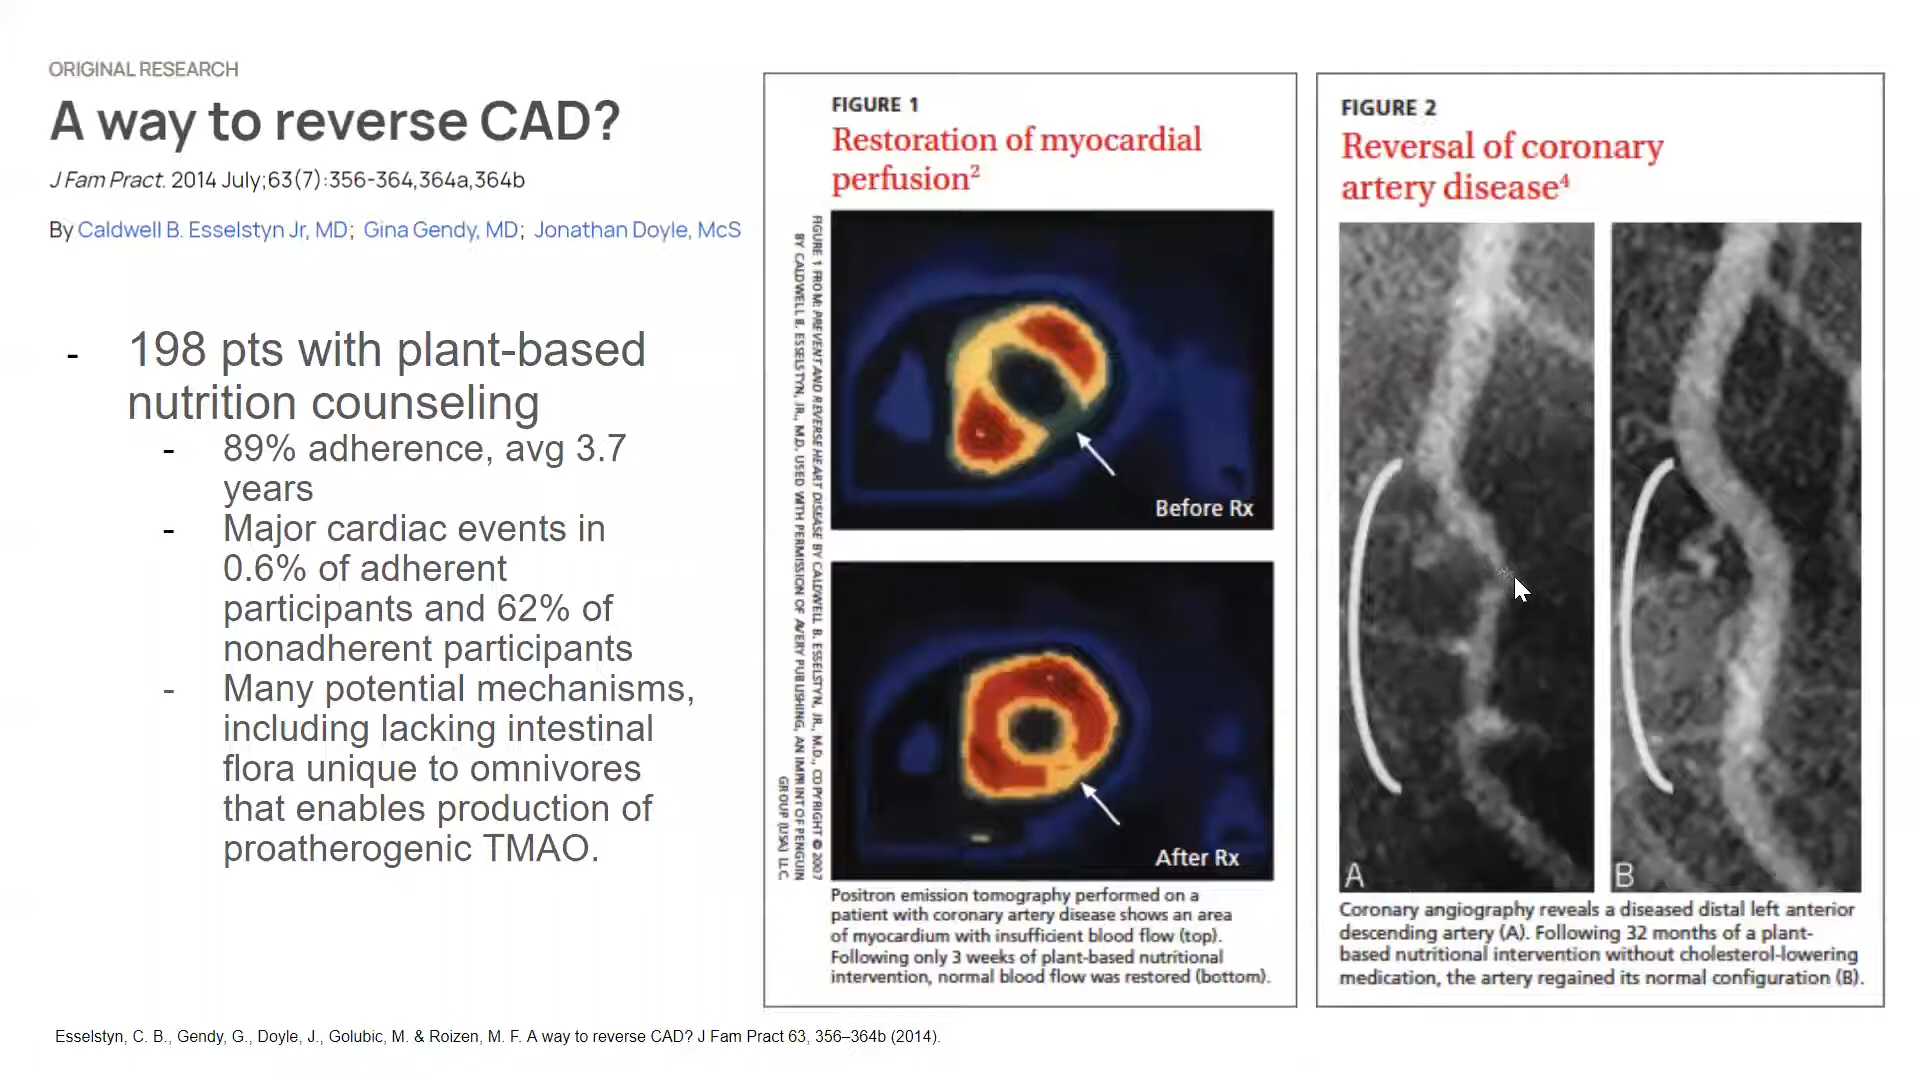 ORIGINAL RESEARCH
A way to reverse CAD?
J Fam Pract. 2014 July;63(7):356-364,364a,364b
By Caldwell B. Esselstyn Jr, MD; Gina Gendy, MD; Jonathan Doyle, McS
- 198 pts with plant-based
nutrition counseling
- 89% adherence, avg 3.7
years
- Major cardiac events in
0.6% of adherent
participants and 62% of
nonadherent participants
- Many potential mechanisms,
including lacking intestinal
flora unique to omnivores
that enables production of
proatherogenic TMAO.
FIGURE 1
Restoration of myocardial
perfusion²
FIGURE 1 FROM: PREVENT AND REVERSE HEART DISEASE BY CALDWELL B. ESSELSTYN, JR., M.D., COPYRIGHT © 2007
BY CALDWELL B. ESSELSTYN, JR., M.D. USED WITH PERMISSION OF AVERY PUBLISHING, AN IMPRINT OF PENGUIN
GROUP (USA) LLC.
Before Rx
After Rx
Positron emission tomography performed on a
patient with coronary artery disease shows an area
of myocardium with insufficient blood flow (top).
Following only 3 weeks of plant-based nutritional
intervention, normal blood flow was restored (bottom).
FIGURE 2
Reversal of coronary
artery disease⁴
A
B
Coronary angiography reveals a diseased distal left anterior
descending artery (A). Following 32 months of a plant-
based nutritional intervention without cholesterol-lowering
medication, the artery regained its normal configuration (B).
Esselstyn, C. B., Gendy, G., Doyle, J., Golubic, M. & Roizen, M. F. A way to reverse CAD? J Fam Pract 63, 356–364b (2014).